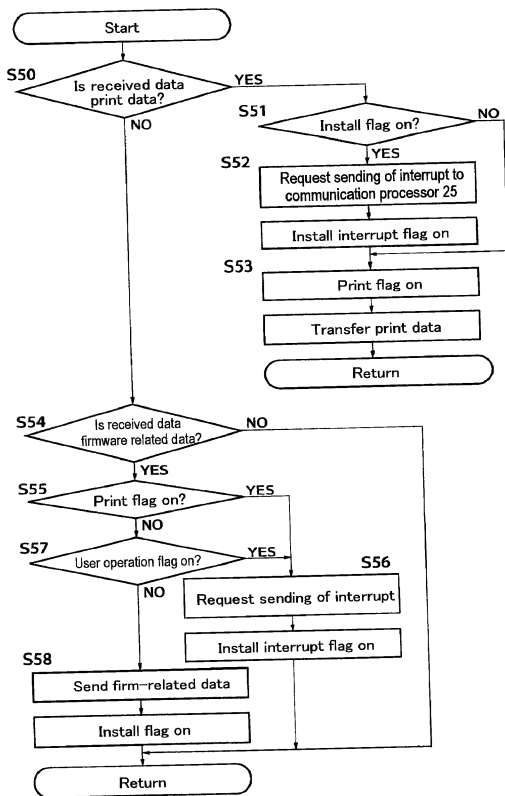 Start
S50
Is received data
print data?
YES
NO
S51
Install flag on?
NO
YES
S52
Request sending of interrupt to
communication processor 25
Install interrupt flag on
S53
Print flag on
Transfer print data
Return
S54
Is received data
firmware related data?
NO
YES
S55
Print flag on?
YES
NO
S57
User operation flag on?
YES
NO
S56
Request sending of interrupt
Install interrupt flag on
S58
Send firm-related data
Install flag on
Return